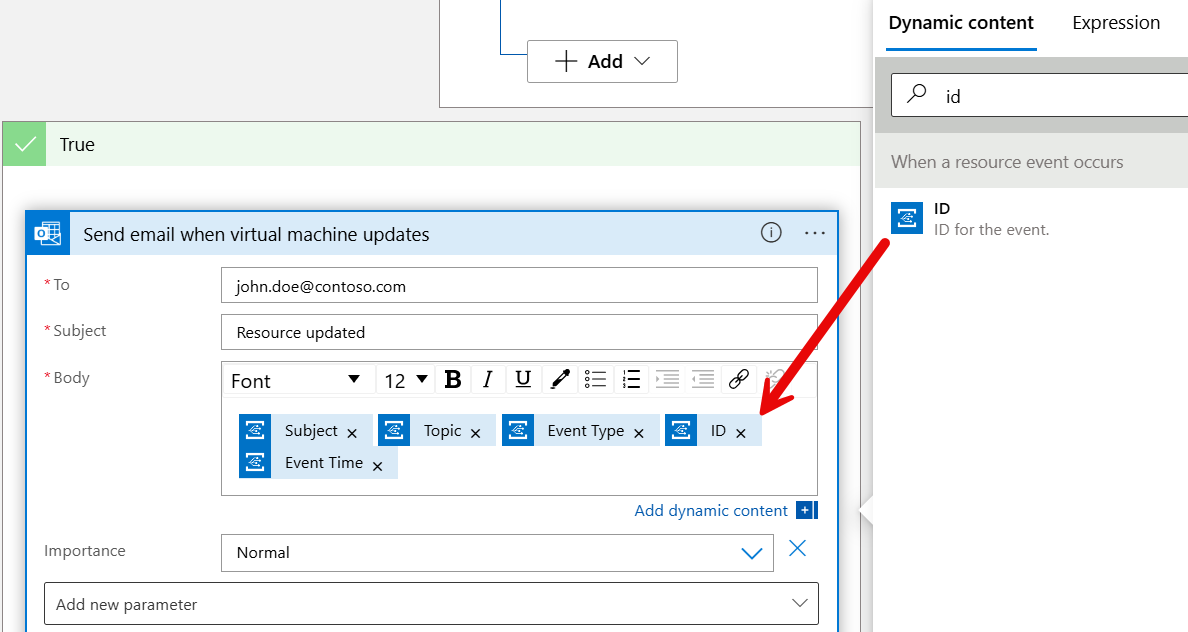 Add
True
Send email when virtual machine updates
* To
john.doe@contoso.com
* Subject
Resource updated
* Body
Font 12 B I U
Subject × Topic × Event Type × ID ×
Event Time ×
Add dynamic content
Importance
Normal
Add new parameter
Dynamic content Expression
id
When a resource event occurs
ID
ID for the event.